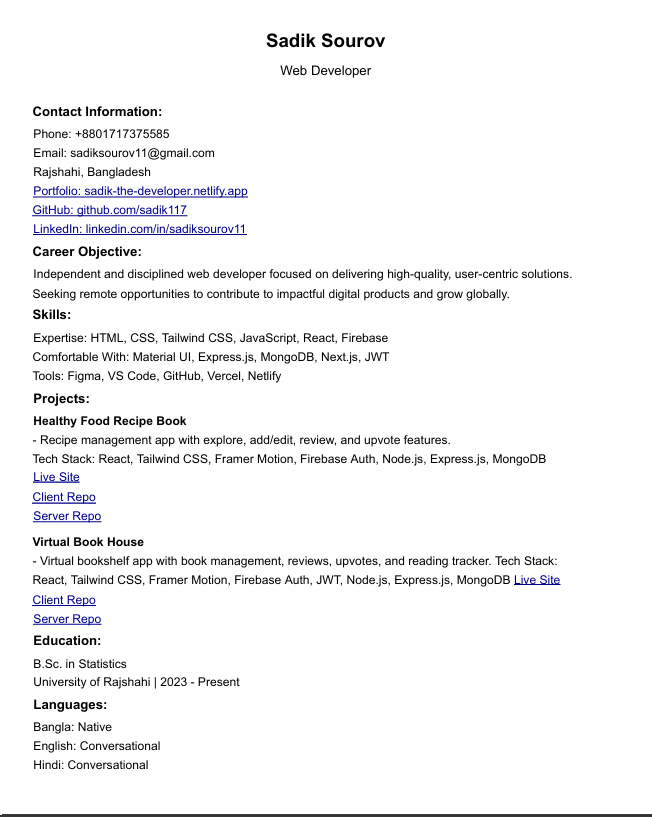 Sadik Sourov
Web Developer
Contact Information:
Phone: +8801717375585
Email: sadiksourov11@gmail.com
Rajshahi, Bangladesh
Portfolio: sadik-the-developer.netlify.app
GitHub: github.com/sadik117
LinkedIn: linkedin.com/in/sadiksourov11
Career Objective:
Independent and disciplined web developer focused on delivering high-quality, user-centric solutions.
Seeking remote opportunities to contribute to impactful digital products and grow globally.
Skills:
Expertise: HTML, CSS, Tailwind CSS, JavaScript, React, Firebase
Comfortable With: Material UI, Express.js, MongoDB, Next.js, JWT
Tools: Figma, VS Code, GitHub, Vercel, Netlify
Projects:
Healthy Food Recipe Book
- Recipe management app with explore, add/edit, review, and upvote features.
Tech Stack: React, Tailwind CSS, Framer Motion, Firebase Auth, Node.js, Express.js, MongoDB
Live Site
Client Repo
Server Repo
Virtual Book House
- Virtual bookshelf app with book management, reviews, upvotes, and reading tracker. Tech Stack:
React, Tailwind CSS, Framer Motion, Firebase Auth, JWT, Node.js, Express.js, MongoDB Live Site
Client Repo
Server Repo
Education:
B.Sc. in Statistics
University of Rajshahi | 2023 - Present
Languages:
Bangla: Native
English: Conversational
Hindi: Conversational